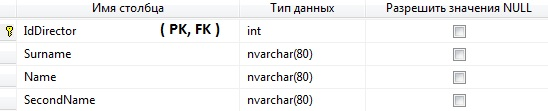 Имя столбца Тип данных Разрешить значения NULL
IdDirector ( PK, FK ) int
Surname nvarchar(80)
Name nvarchar(80)
SecondName nvarchar(80)